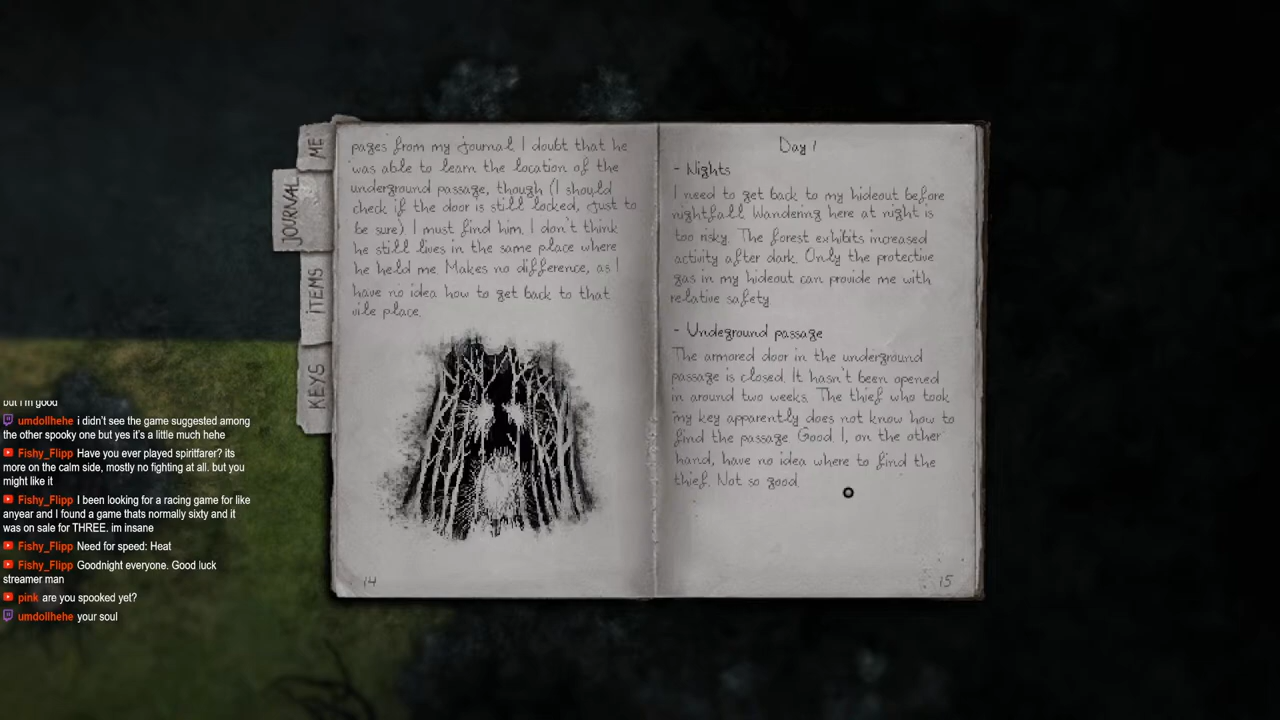 but i'm good
umdollhehe i didn't see the game suggested among
the other spooky one but yes it's a little much hehe
Fishy_Flipp Have you ever played spiritfarer? its
more on the calm side, mostly no fighting at all. but you
might like it
Fishy_Flipp I been looking for a racing game for like
anyear and I found a game thats normally sixty and it
was on sale for THREE. im insane
Fishy_Flipp Need for speed: Heat
Fishy_Flipp Goodnight everyone. Good luck
streamer man
pink are you spooked yet?
umdollhehe your soul
ME
JOURNAL
ITEMS
KEYS
pages from my journal I doubt that he
was able to learn the location of the
underground passage, though (I should
check if the door is still locked, just to
be sure) I must find him. I don't think
he still lives in the same place where
he held me. Makes no difference, as I
have no idea how to get back to that
vile place.
14
Day 1
- Nights
I need to get back to my hideout before
nightfall. Wandering here at night is
too risky. The forest exhibits increased
activity after dark. Only the protective
gas in my hideout can provide me with
relative safety
- Undeground passage
The armored door in the underground
passage is closed. It hasn't been opened
in around two weeks. The thief who took
my key apparently does not know how to
find the passage Good I, on the other
hand, have no idea where to find the
thief. Not so good.
15